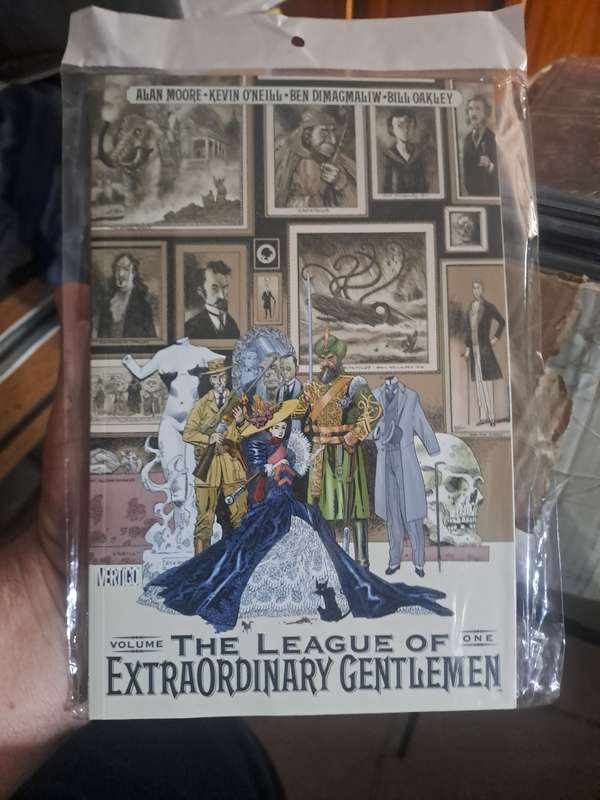 ALAN MOORE • KEVIN O'NEILL • BEN DIMAGMALIW • BILL OAKLEY
VERTIGO
VOLUME ONE
THE LEAGUE OF
EXTRAORDINARY GENTLEMEN